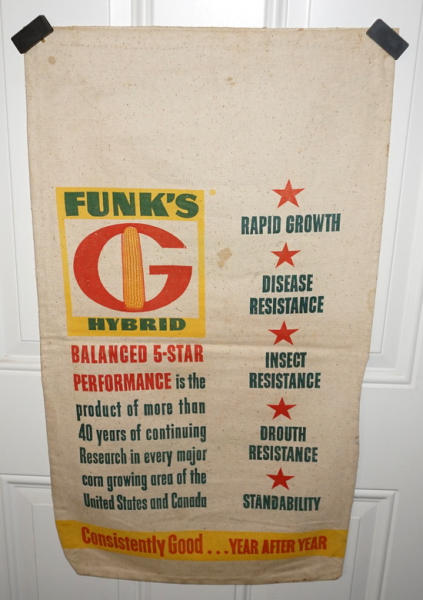 FUNK'S
G
HYBRID
BALANCED 5-STAR
PERFORMANCE is the
product of more than
40 years of continuing
Research in every major
corn growing area of the
United States and Canada
RAPID GROWTH
DISEASE
RESISTANCE
INSECT
RESISTANCE
DROUTH
RESISTANCE
STANDABILITY
Consistently Good ... YEAR AFTER YEAR